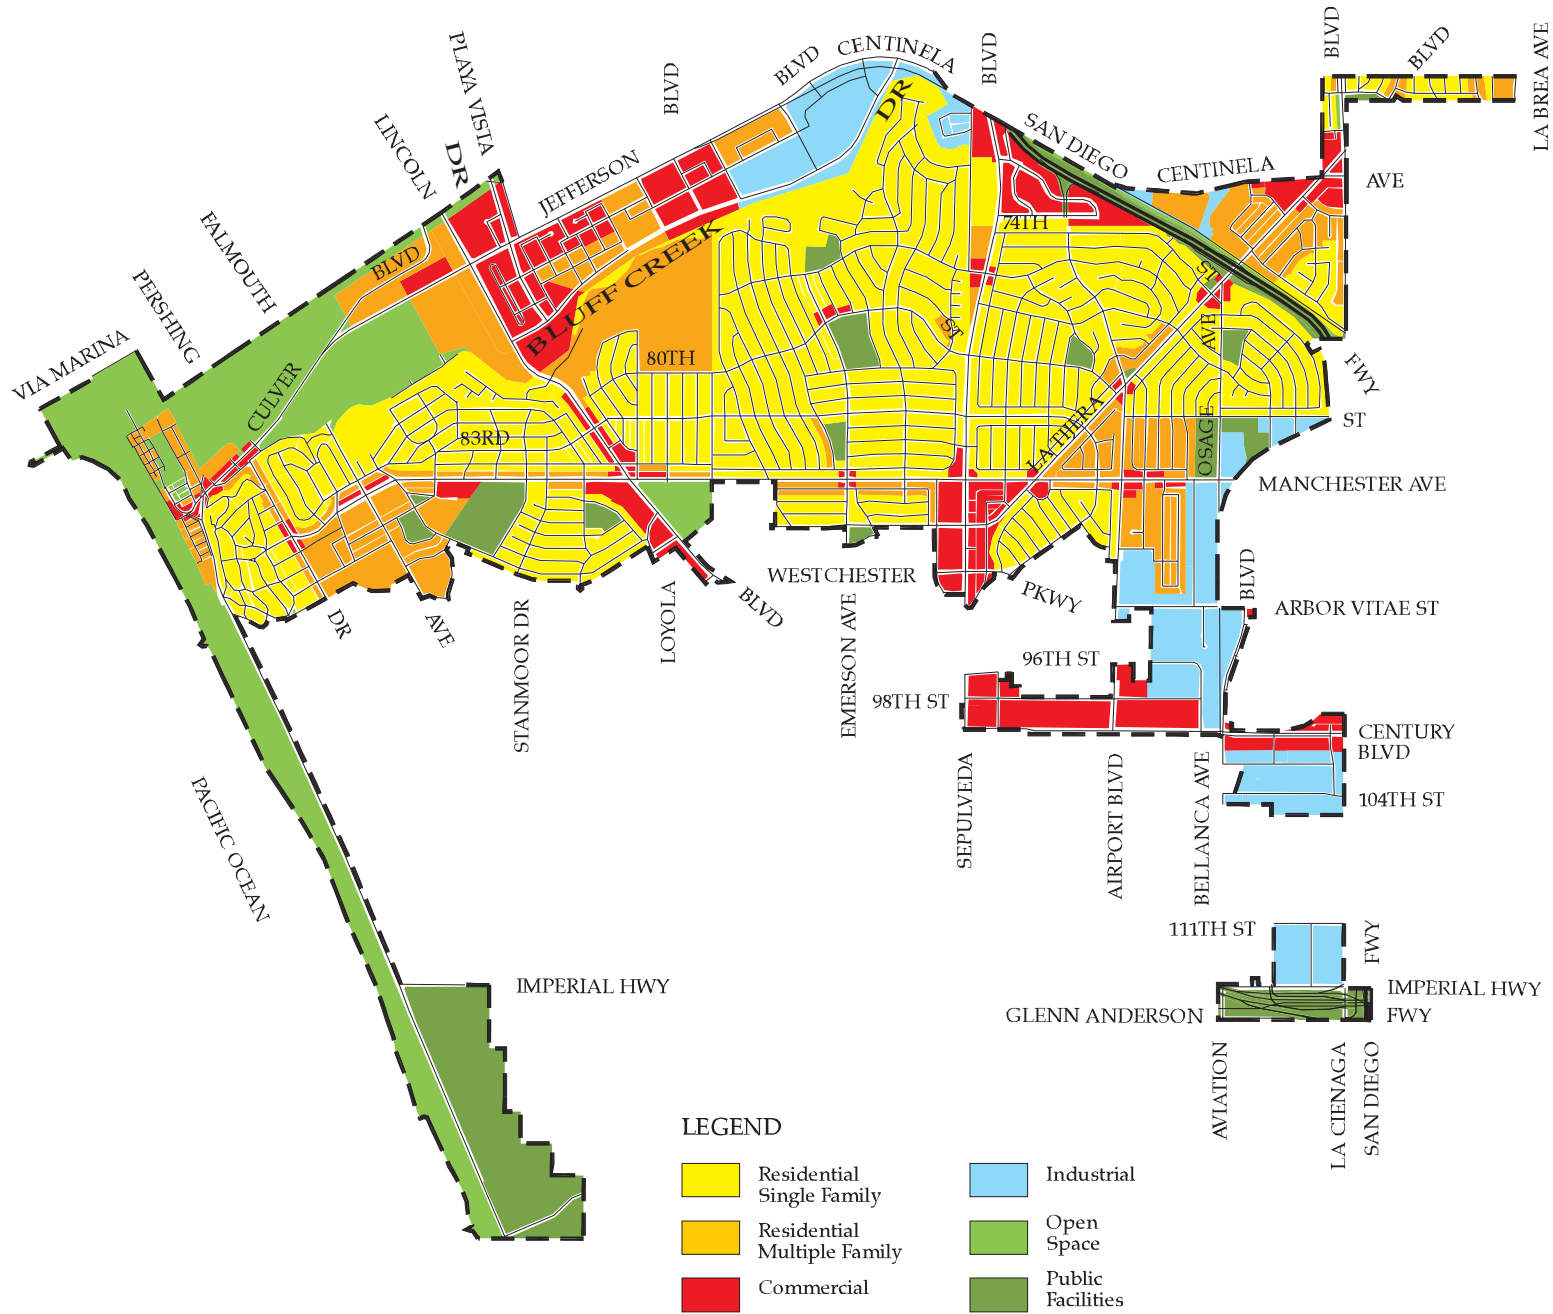 BLVD
BLVD
LA BREA AVE
BLVD
CENTINELA
BLVD
BLVD
PLAYA VISTA
DR
LINCOLN
DR
SAN DIEGO
CENTINELA
AVE
JEFFERSON
FALMOUTH
BLVD
74TH
PERSHING
BLUFF CREEK
ST
ST
AVE
VIA MARINA
CULVER
80TH
FWY
LA TIJERA
OSAGE
ST
83RD
MANCHESTER AVE
WESTCHESTER
PKWY
BLVD
ARBOR VITAE ST
DR
AVE
STANMOOR DR
LOYOLA
BLVD
EMERSON AVE
96TH ST
98TH ST
CENTURY
BLVD
104TH ST
PACIFIC OCEAN
SEPULVEDA
AIRPORT BLVD
BELLANCA AVE
111TH ST
FWY
IMPERIAL HWY
IMPERIAL HWY
GLENN ANDERSON
FWY
AVIATION
LA CIENAGA
SAN DIEGO
LEGEND
Residential
Single Family
Residential
Multiple Family
Commercial
Industrial
Open
Space
Public
Facilities